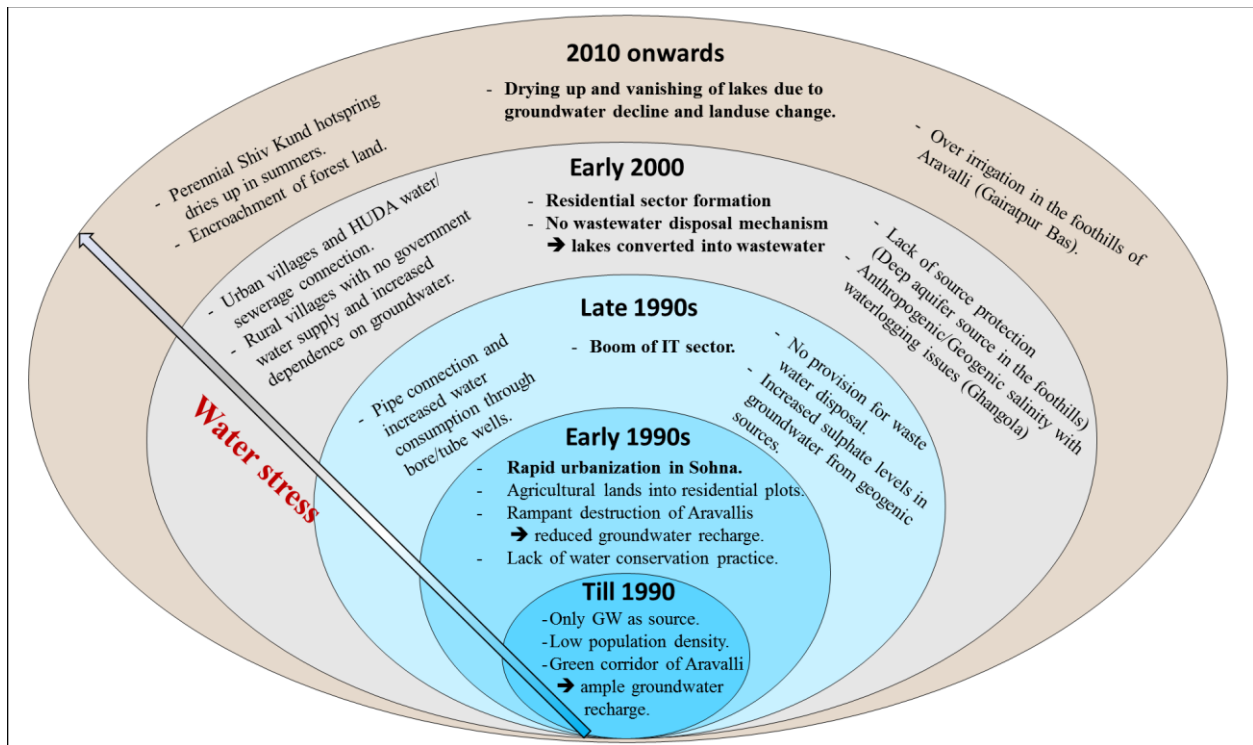 2010 onwards
- Drying up and vanishing of lakes due to
groundwater decline and landuse change.
- Perennial Shiv Kund hotspring
dries up in summers.
- Encroachment of forest land.
- Over irrigation in the foothills of
Aravalli (Gairatpur Bas).
Early 2000
- Residential sector formation
- No wastewater disposal mechanism
➔ lakes converted into wastewater
- Urban villages and HUDA water/
sewerage connection.
- Rural villages with no government
water supply and increased
dependence on groundwater.
- Lack of source protection
(Deep aquifer source in the foothills)
- Anthropogenic/Geogenic salinity with
waterlogging issues (Ghangola)
Late 1990s
- Boom of IT sector.
- Pipe connection and
increased water
consumption through
bore/tube wells.
- No provision for waste
water disposal.
- Increased sulphate levels in
groundwater from geogenic
sources.
Early 1990s
- Rapid urbanization in Sohna.
- Agricultural lands into residential plots.
- Rampant destruction of Aravallis
➔ reduced groundwater recharge.
- Lack of water conservation practice.
Till 1990
- Only GW as source.
- Low population density.
- Green corridor of Aravalli
➔ ample groundwater
recharge.
Water stress